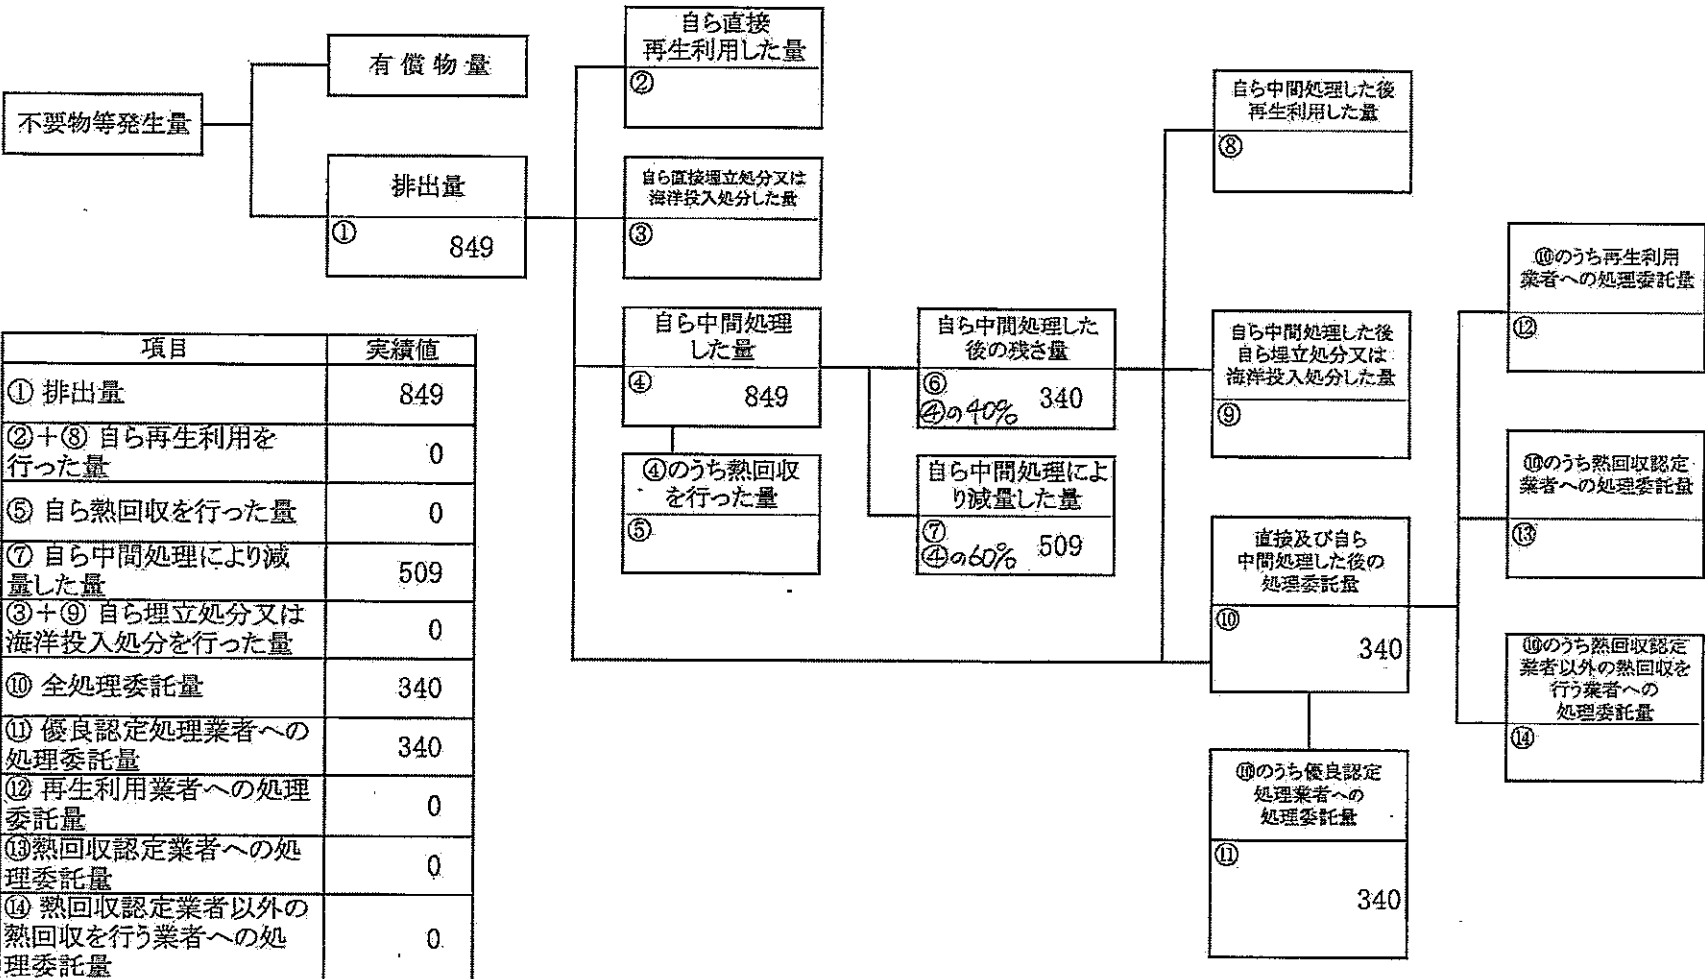 不要物等発生量
有償物量
排出量
①
849
自ら直接
再生利用した量
②
自ら直接埋立処分又は
海洋投入処分した量
③
自ら中間処理
した量
④
849
④のうち熱回収
を行った量
⑤
自ら中間処理した
後の残さ量
⑥
④の40% 340
自ら中間処理によ
り減量した量
⑦
④の60% 509
自ら中間処理した後
再生利用した量
⑧
自ら中間処理した後
自ら埋立処分又は
海洋投入処分した量
⑨
直接及び自ら
中間処理した後の
処理委託量
⑩
340
⑩のうち優良認定
処理業者への
処理委託量
⑪
340
⑩のうち再生利用
業者への処理委託量
⑫
⑩のうち熱回収認定
業者への処理委託量
⑬
⑩のうち熱回収認定
業者以外の熱回収を
行う業者への
処理委託量
⑭
項目 実績値
① 排出量 849
②+⑧ 自ら再生利用を
行った量 0
⑤ 自ら熱回収を行った量 0
⑦ 自ら中間処理により減
量した量 509
③+⑨ 自ら埋立処分又は
海洋投入処分を行った量 0
⑩ 全処理委託量 340
⑪ 優良認定処理業者への
処理委託量 340
⑫ 再生利用業者への処理
委託量 0
⑬熱回収認定業者への処
理委託量 0
⑭ 熱回収認定業者以外の
熱回収を行う業者への処
理委託量 0